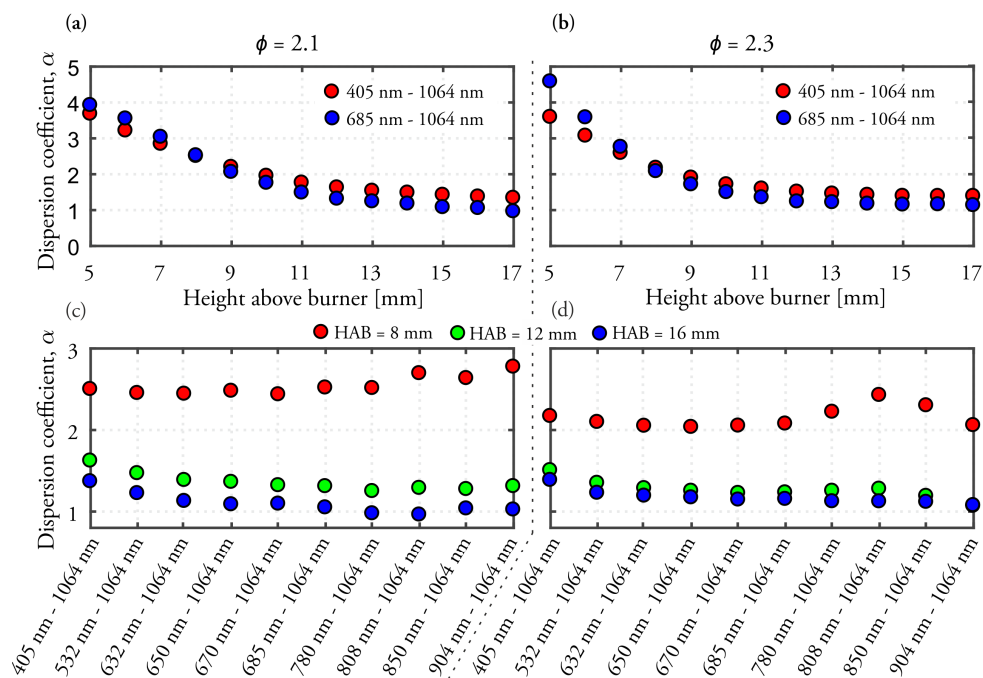 (a)
(b)
ϕ = 2.1
ϕ = 2.3
Dispersion coefficient, α
5
4
3
2
1
0
405 nm - 1064 nm
685 nm - 1064 nm
405 nm - 1064 nm
685 nm - 1064 nm
5 7 9 11 13 15 17
5 7 9 11 13 15 17
Height above burner [mm]
Height above burner [mm]
(c)
(d)
HAB = 8 mm HAB = 12 mm HAB = 16 mm
Dispersion coefficient, α
3
2
1
405 nm - 1064 nm
532 nm - 1064 nm
632 nm - 1064 nm
650 nm - 1064 nm
670 nm - 1064 nm
685 nm - 1064 nm
780 nm - 1064 nm
808 nm - 1064 nm
850 nm - 1064 nm
904 nm - 1064 nm
405 nm - 1064 nm
532 nm - 1064 nm
632 nm - 1064 nm
650 nm - 1064 nm
670 nm - 1064 nm
685 nm - 1064 nm
780 nm - 1064 nm
808 nm - 1064 nm
850 nm - 1064 nm
904 nm - 1064 nm